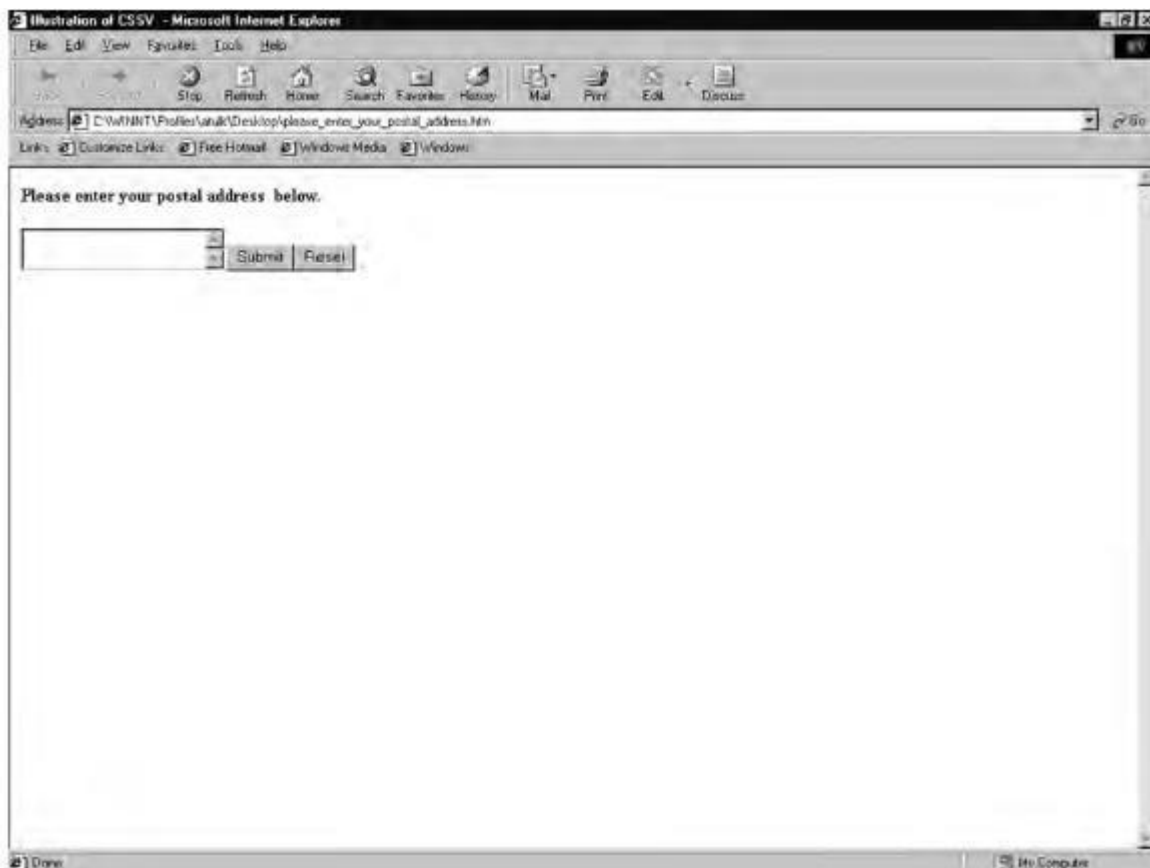 Illustration of CSSV - Microsoft Internet Explorer
File Edit View Favorites Tools Help
Stop Refresh Home Search Favorites History Mail Print Edit Discuss
Address C:\WINNT\Profiles\atulk\Desktop\please_enter_your_postal_address.htm Go
Links Customize Links Free Hotmail Windows Media Windows
Please enter your postal address below.
Submit Reset
Done My Computer